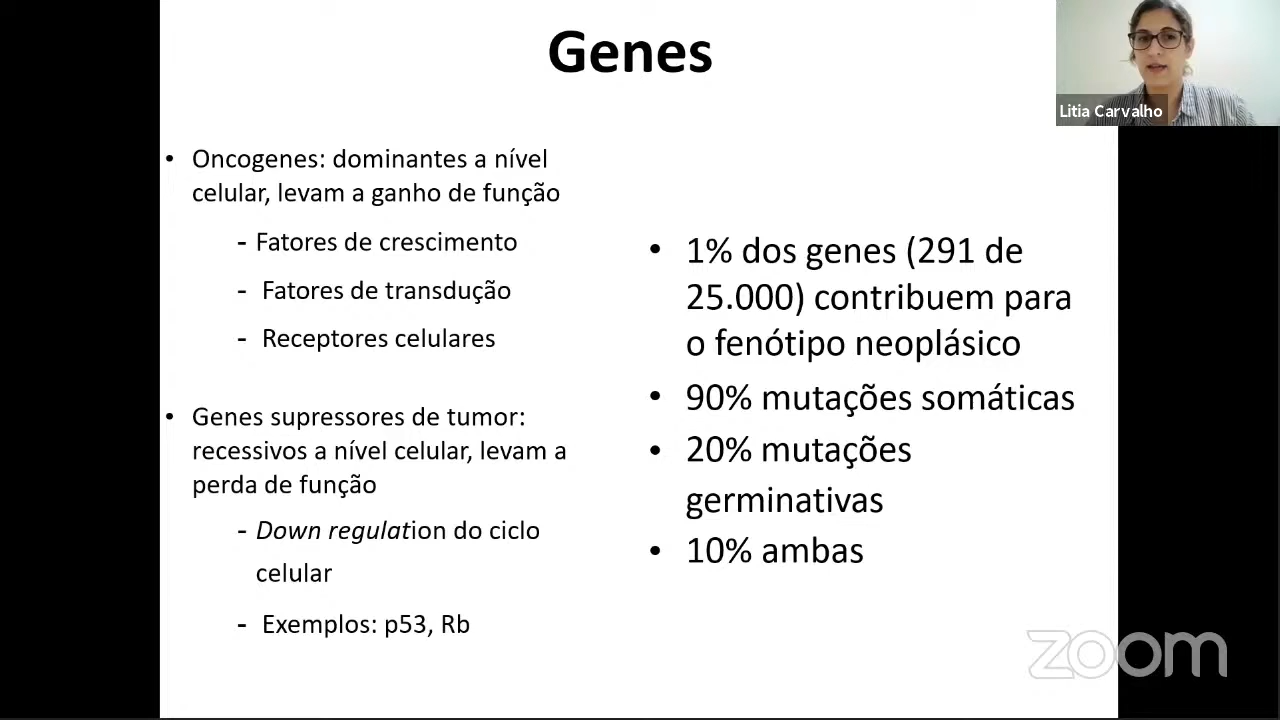 Genes
Litia Carvalho
• Oncogenes: dominantes a nível
celular, levam a ganho de função
- Fatores de crescimento
- Fatores de transdução
- Receptores celulares
• Genes supressores de tumor:
recessivos a nível celular, levam a
perda de função
- Down regulation do ciclo
celular
- Exemplos: p53, Rb
• 1% dos genes (291 de
25.000) contribuem para
o fenótipo neoplásico
• 90% mutações somáticas
• 20% mutações
germinativas
• 10% ambas
zoom